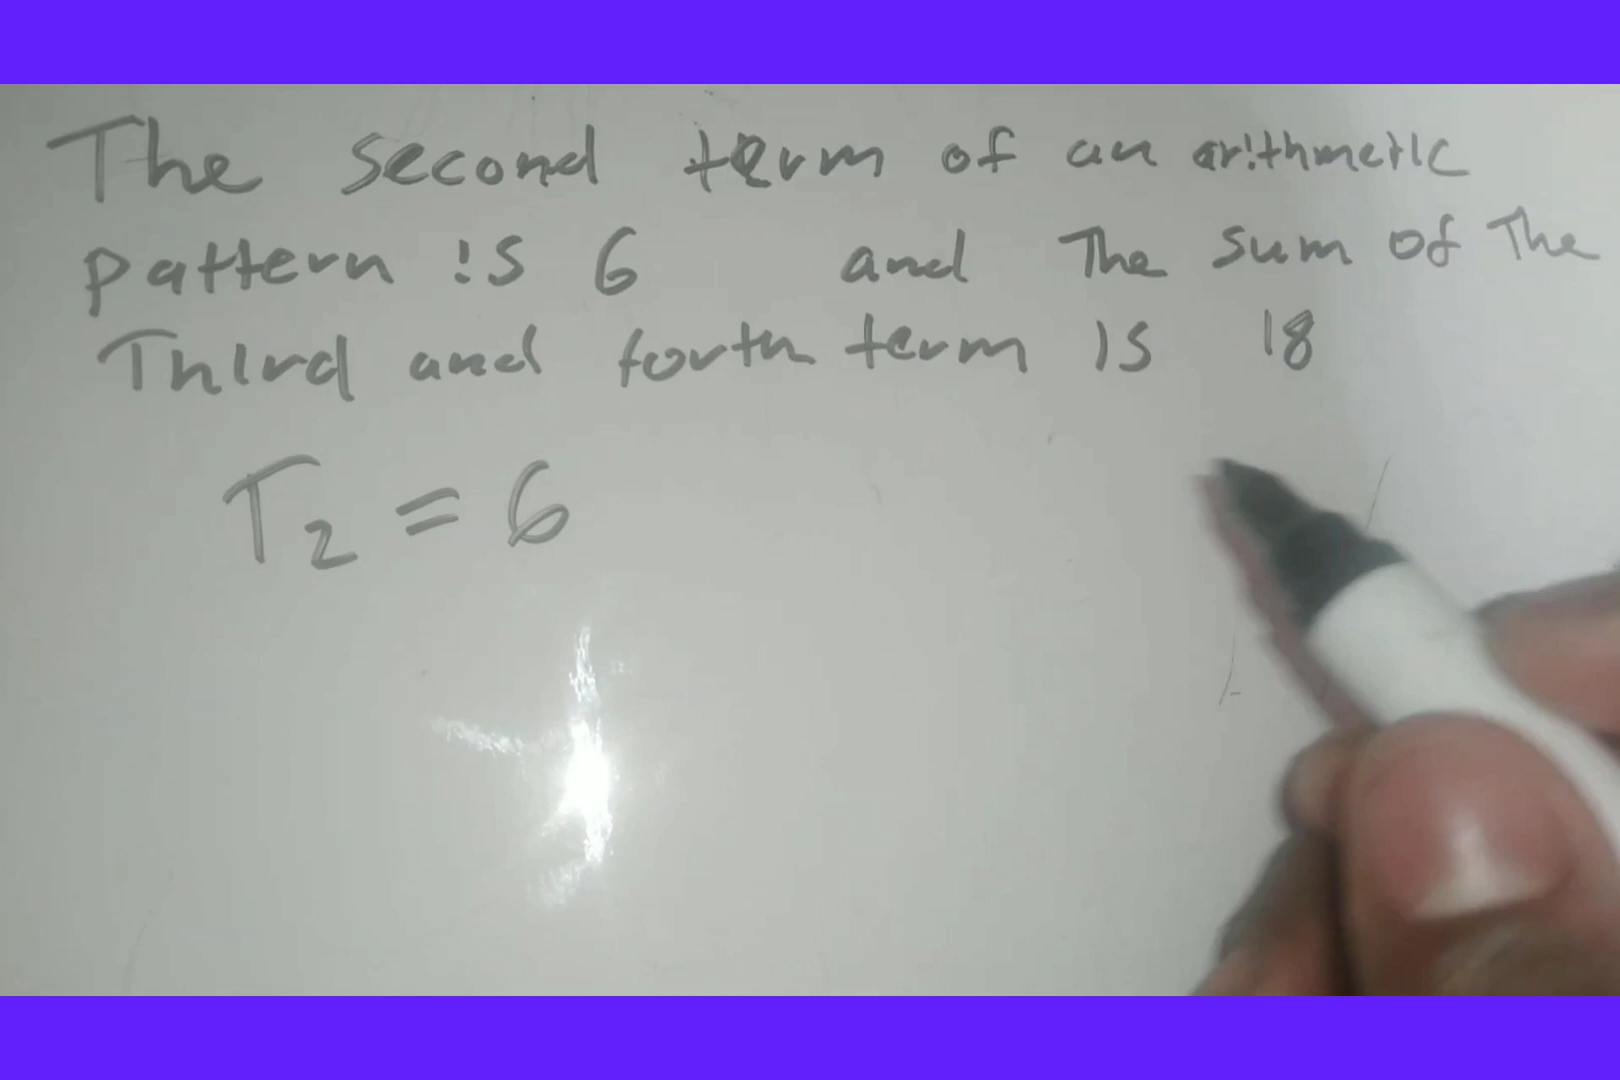 The second term of an arithmetic
pattern is 6 and The sum of The
Third and forth term is 18
T2 = 6